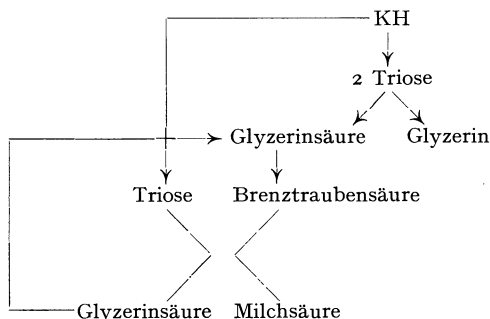 KH
2 Triose
Glyzerinsäure Glyzerin
Triose Brenztraubensäure
Glyzerinsäure Milchsäure